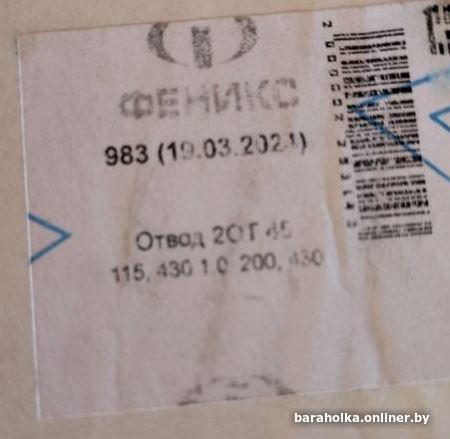 ФЕНИКС
983 (19.03.2021)
Отвод 2ОТ 45
115, 430 1.0 200, 430
baraholka.onliner.by